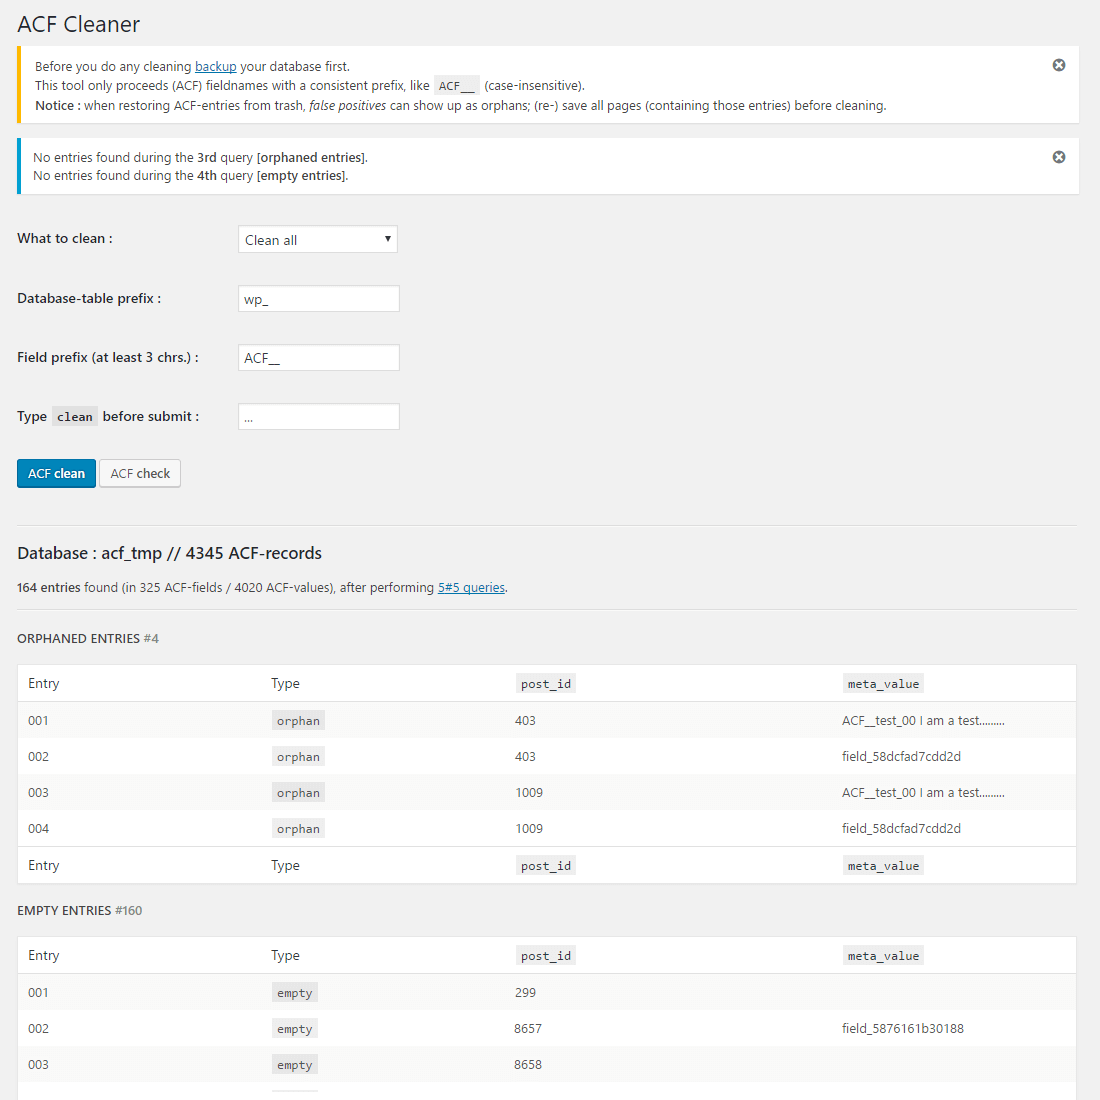 ACF Cleaner
Before you do any cleaning backup your database first.
This tool only proceeds (ACF) fieldnames with a consistent prefix, like ACF__ (case-insensitive).
Notice : when restoring ACF-entries from trash, false positives can show up as orphans; (re-) save all pages (containing those entries) before cleaning.
No entries found during the 3rd query [orphaned entries].
No entries found during the 4th query [empty entries].
What to clean : Clean all
Database-table prefix : wp_
Field prefix (at least 3 chrs.) : ACF__
Type clean before submit : ...
ACF clean ACF check
Database : acf_tmp // 4345 ACF-records
164 entries found (in 325 ACF-fields / 4020 ACF-values), after performing 5#5 queries.
ORPHANED ENTRIES #4
Entry Type post_id meta_value
001 orphan 403 ACF__test_00 I am a test.........
002 orphan 403 field_58dcfad7cdd2d
003 orphan 1009 ACF__test_00 I am a test.........
004 orphan 1009 field_58dcfad7cdd2d
Entry Type post_id meta_value
EMPTY ENTRIES #160
Entry Type post_id meta_value
001 empty 299
002 empty 8657 field_5876161b30188
003 empty 8658